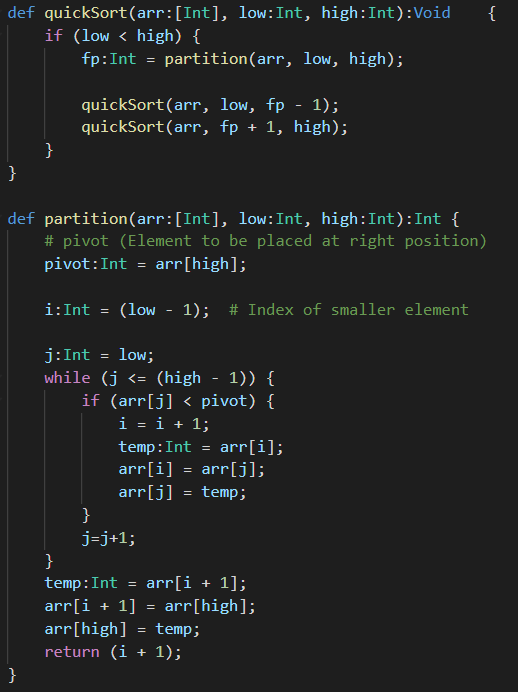 def quickSort(arr:[Int], low:Int, high:Int):Void    {
    if (low < high) {
        fp:Int = partition(arr, low, high);

        quickSort(arr, low, fp - 1);
        quickSort(arr, fp + 1, high);
    }
}

def partition(arr:[Int], low:Int, high:Int):Int {
    # pivot (Element to be placed at right position)
    pivot:Int = arr[high];

    i:Int = (low - 1);  # Index of smaller element

    j:Int = low;
    while (j <= (high - 1)) {
        if (arr[j] < pivot) {
            i = i + 1;
            temp:Int = arr[i];
            arr[i] = arr[j];
            arr[j] = temp;
        }
        j=j+1;
    }
    temp:Int = arr[i + 1];
    arr[i + 1] = arr[high];
    arr[high] = temp;
    return (i + 1);
}